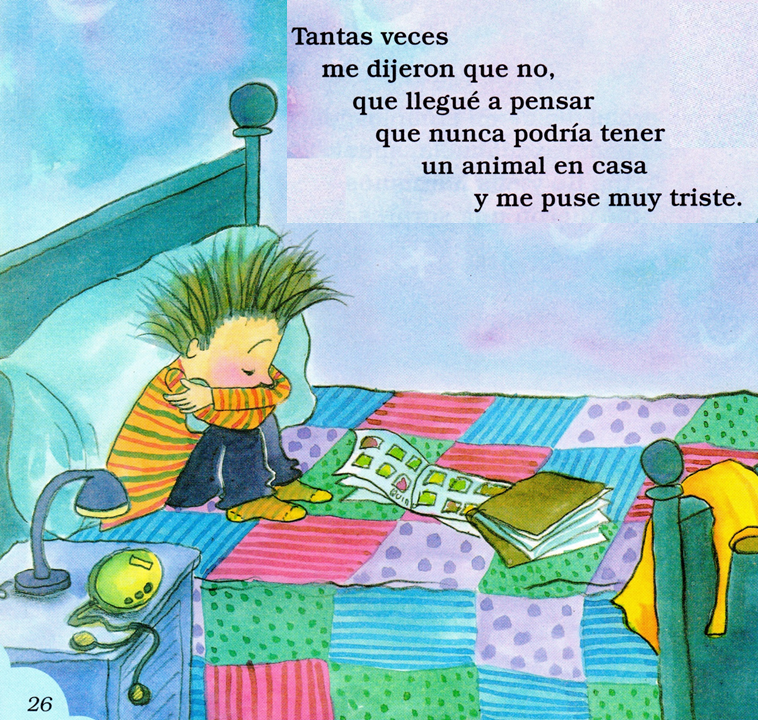 Tantas veces
me dijeron que no,
que llegué a pensar
que nunca podría tener
un animal en casa
y me puse muy triste.
26